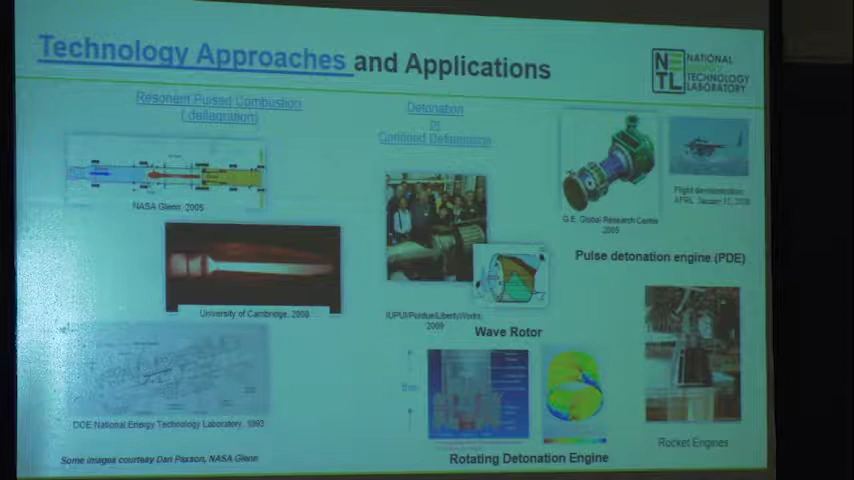 Technology Approaches and Applications
NATIONAL
ENERGY
TECHNOLOGY
LABORATORY
Resonant Pulsed Combustion
( deflagration)
Detonation
or
Confined Deflagration
NASA Glenn, 2005
University of Cambridge, 2008
DOE National Energy Technology Laboratory, 1993
Some images courtesy Dan Paxson, NASA Glenn
IUPUI/Purdue/LibertyWorks,
2009
Wave Rotor
Rotating Detonation Engine
G.E. Global Research Centre
2005
Flight demonstration
AFRL, January 31, 2008
Pulse detonation engine (PDE)
Rocket Engines